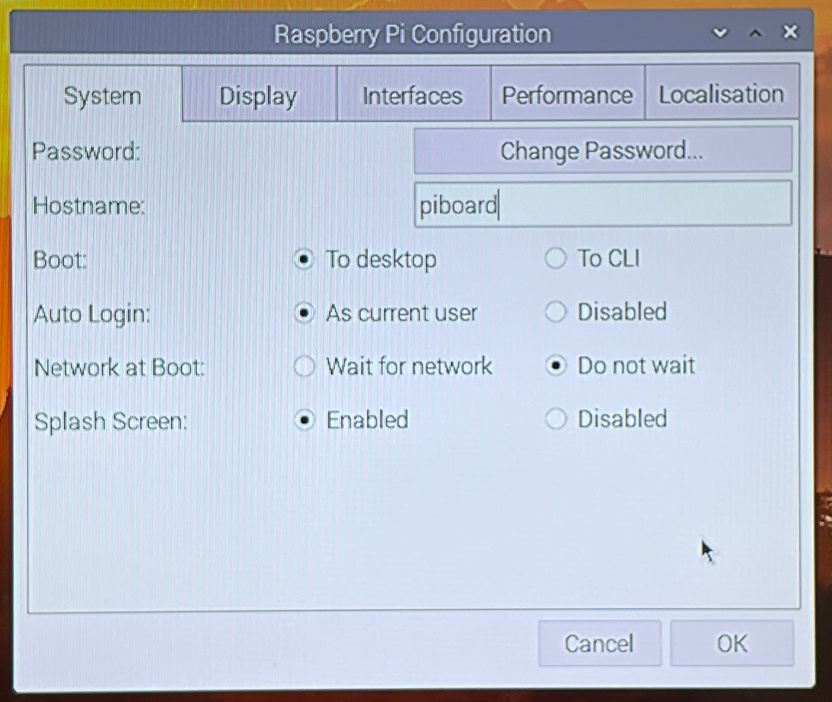 Raspberry Pi Configuration
System Display Interfaces Performance Localisation
Password: Change Password...
Hostname: piboard
Boot: To desktop To CLI
Auto Login: As current user Disabled
Network at Boot: Wait for network Do not wait
Splash Screen: Enabled Disabled
Cancel OK